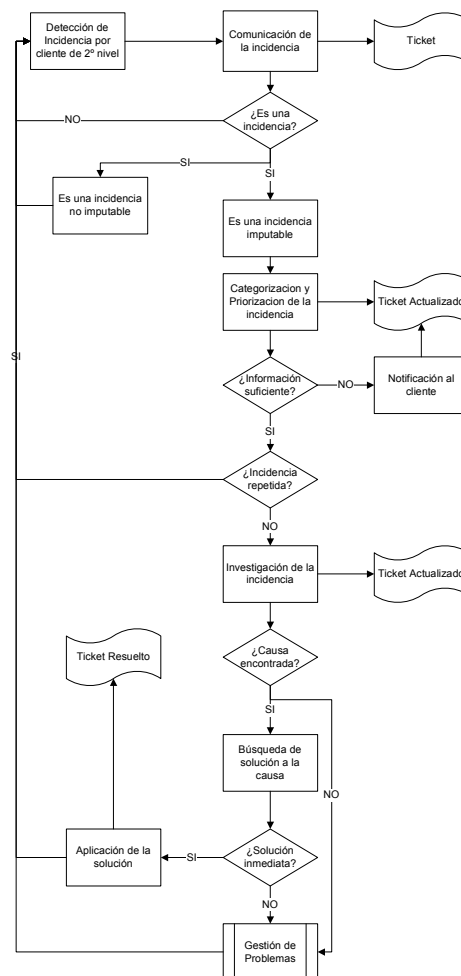 Detección de
Incidencia por
cliente de 2º nivel
Comunicación de
la incidencia
Ticket
¿Es una
incidencia?
NO
SI
SI
Es una incidencia
no imputable
Es una incidencia
imputable
Categorizacion y
Priorizacion de la
incidencia
Ticket Actualizado
SI
¿Información
suficiente?
NO
Notificación al
cliente
SI
¿Incidencia
repetida?
NO
Investigación de la
incidencia
Ticket Actualizado
¿Causa
encontrada?
Ticket Resuelto
SI
Búsqueda de
solución a la
causa
NO
Aplicación de la
solución
SI
¿Solución
inmediata?
NO
Gestión de
Problemas